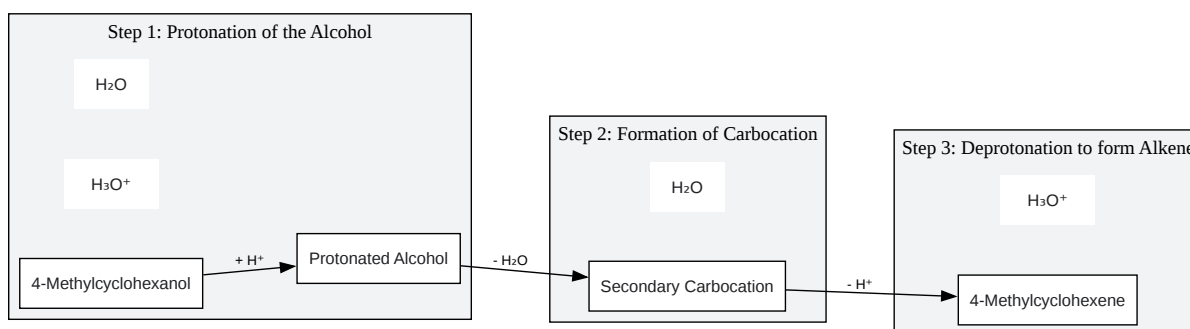 Step 1: Protonation of the Alcohol
H₂O
H₃O⁺
4-Methylcyclohexanol
+ H⁺
Protonated Alcohol
- H₂O
Step 2: Formation of Carbocation
H₂O
Secondary Carbocation
- H⁺
Step 3: Deprotonation to form Alkene
H₃O⁺
4-Methylcyclohexene